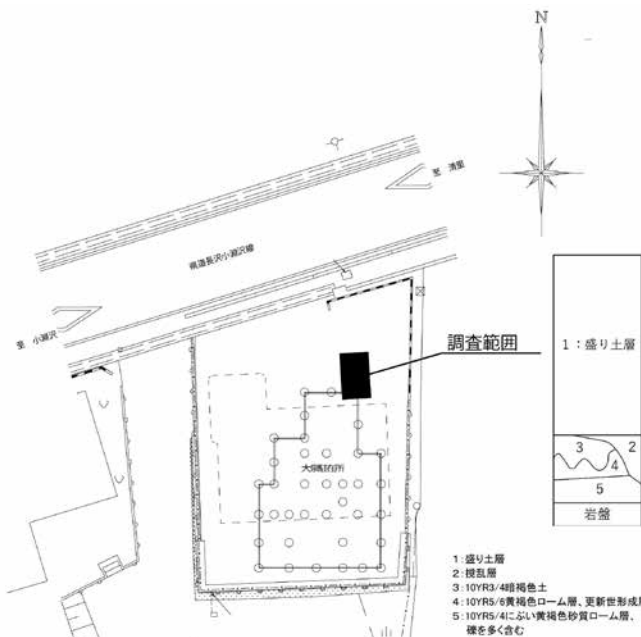 N
至 清里
県道長沢小淵沢線
至 小淵沢
調査範囲
1：盛り土層
3
2
4
5
岩盤
1：盛り土層
2：撹乱層
3：10YR3/4暗褐色土
4：10YR5/6黄褐色ローム層、更新世形成
5：10YR5/4にぶい黄褐色砂質ローム層、
礫を多く含む